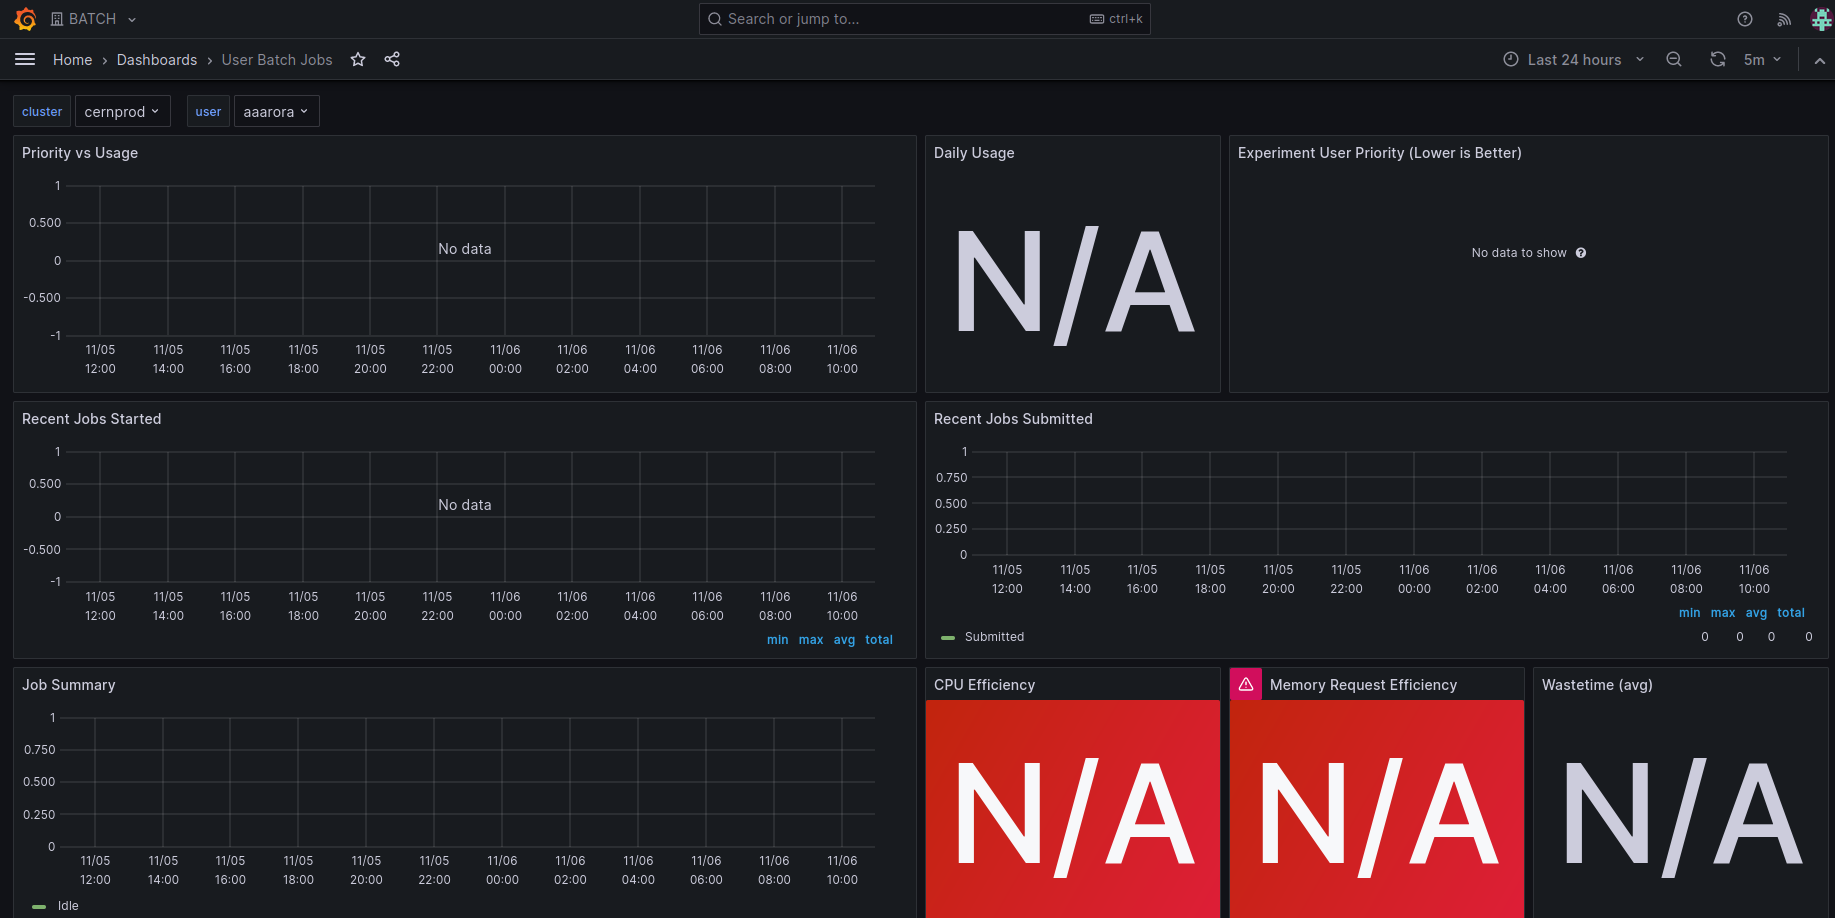 BATCH
Search or jump to...
ctrl+k
Home › Dashboards › User Batch Jobs
Last 24 hours
5m
cluster cernprod user aaarora
Priority vs Usage
1
0.500
0
-0.500
-1
No data
11/05 11/05 11/05 11/05 11/05 11/05 11/06 11/06 11/06 11/06 11/06 11/06
12:00 14:00 16:00 18:00 20:00 22:00 00:00 02:00 04:00 06:00 08:00 10:00
Daily Usage
N/A
Experiment User Priority (Lower is Better)
No data to show
Recent Jobs Started
1
0.500
0
-0.500
-1
No data
11/05 11/05 11/05 11/05 11/05 11/05 11/06 11/06 11/06 11/06 11/06 11/06
12:00 14:00 16:00 18:00 20:00 22:00 00:00 02:00 04:00 06:00 08:00 10:00
min max avg total
Recent Jobs Submitted
1
0.750
0.500
0.250
0
11/05 11/05 11/05 11/05 11/05 11/05 11/06 11/06 11/06 11/06 11/06 11/06
12:00 14:00 16:00 18:00 20:00 22:00 00:00 02:00 04:00 06:00 08:00 10:00
min max avg total
Submitted 0 0 0 0
Job Summary
1
0.750
0.500
0.250
0
11/05 11/05 11/05 11/05 11/05 11/05 11/06 11/06 11/06 11/06 11/06 11/06
12:00 14:00 16:00 18:00 20:00 22:00 00:00 02:00 04:00 06:00 08:00 10:00
Idle
CPU Efficiency
N/A
Memory Request Efficiency
N/A
Wastetime (avg)
N/A